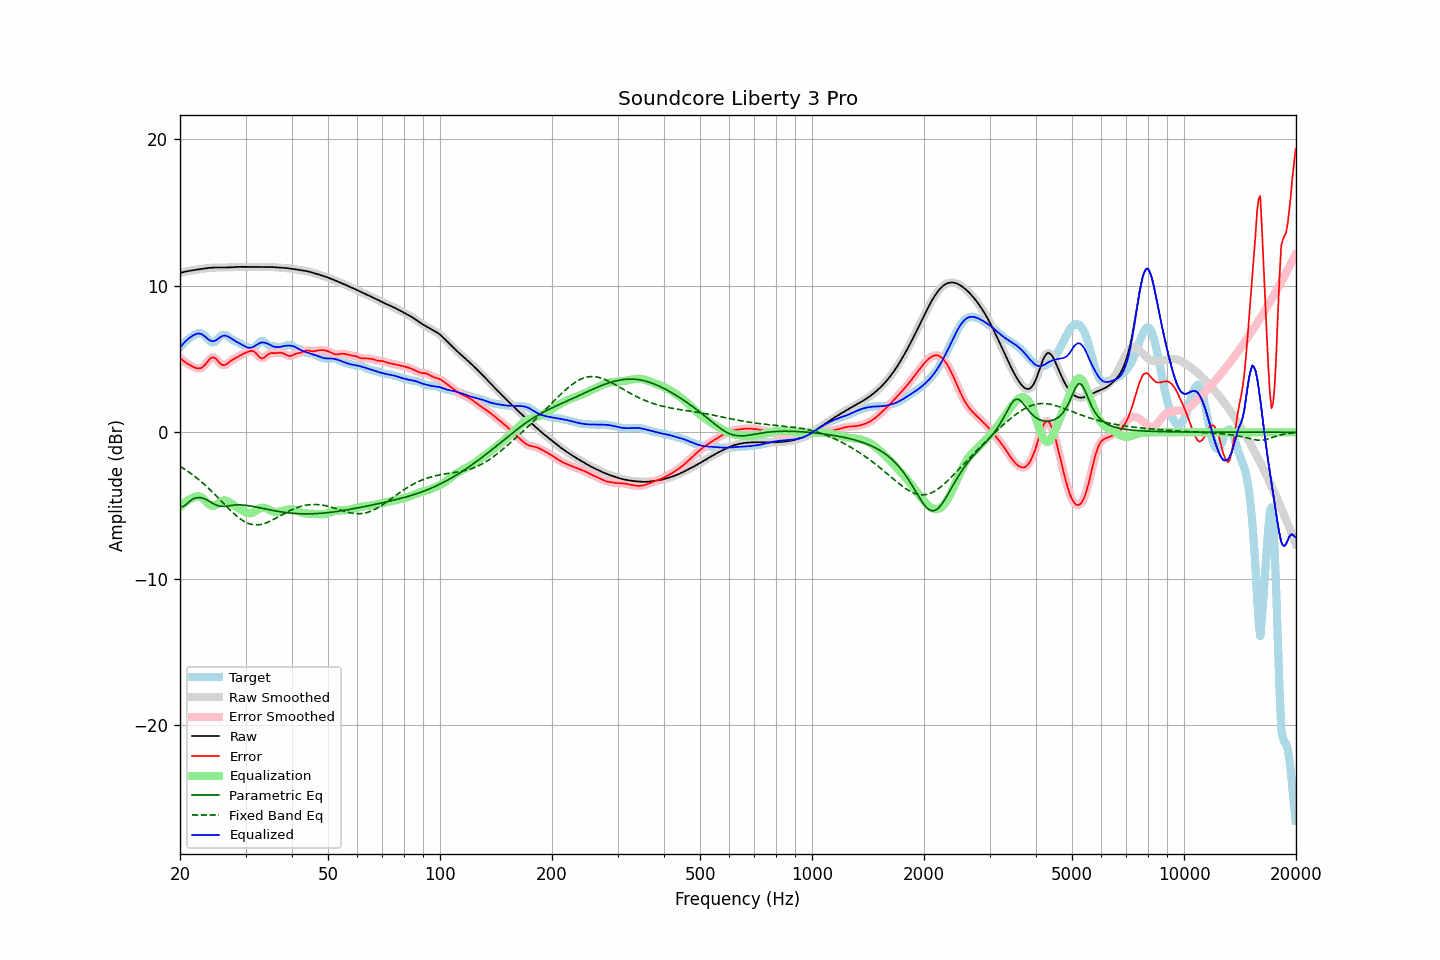 Soundcore Liberty 3 Pro
Amplitude (dBr)
20
10
0
−10
−20
Target
Raw Smoothed
Error Smoothed
Raw
Error
Equalization
Parametric Eq
Fixed Band Eq
Equalized
20 50 100 200 500 1000 2000 5000 10000 20000
Frequency (Hz)